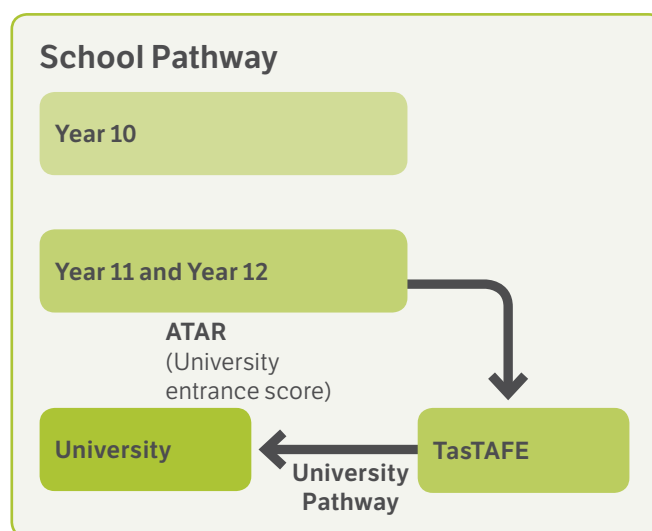 School Pathway
Year 10
Year 11 and Year 12
ATAR
(University
entrance score)
University
TasTAFE
University
Pathway